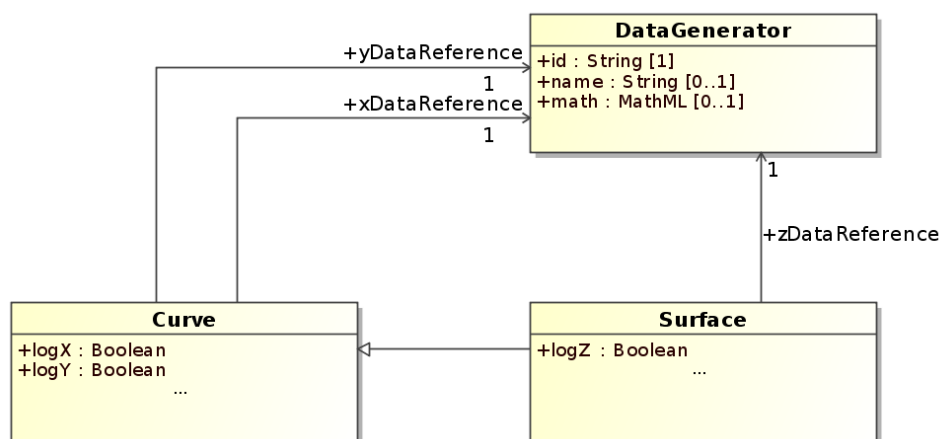 DataGenerator
+id : String [1]
+name : String [0..1]
+math : MathML [0..1]
+yDataReference
1
+xDataReference
1
1
+zDataReference
Curve
+logX : Boolean
+logY : Boolean
...
Surface
+logZ : Boolean
...